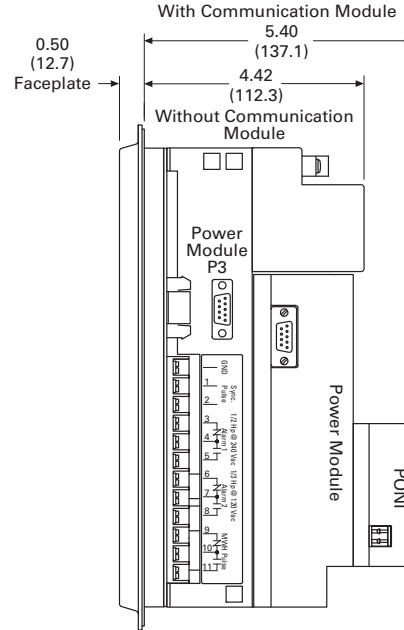 With Communication Module
5.40
(137.1)
0.50
(12.7)
Faceplate
4.42
(112.3)
Without Communication
Module
Power
Module
P3
GND
1
2
Sync.
Pulse
3
4
5
Alarm 1
1/2 Hp @ 240 Vac
6
7
8
Alarm 2
1/3 Hp @ 120 Vac
9
10
11
MWH Pulse
Power Module
PONI